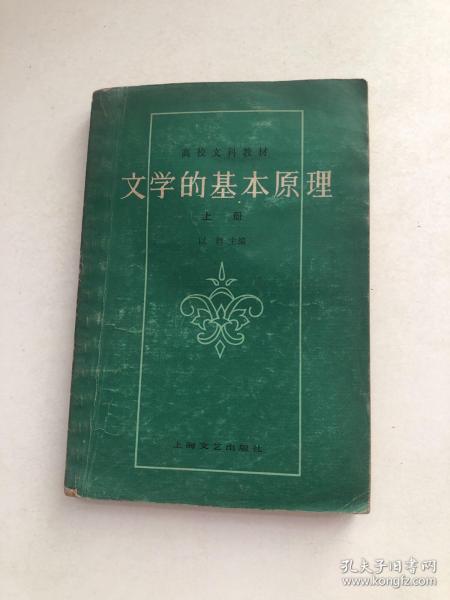 高校文科教材
文学的基本原理
上册
以群主编
上海文艺出版社
孔夫子旧书网
www.kongfz.com